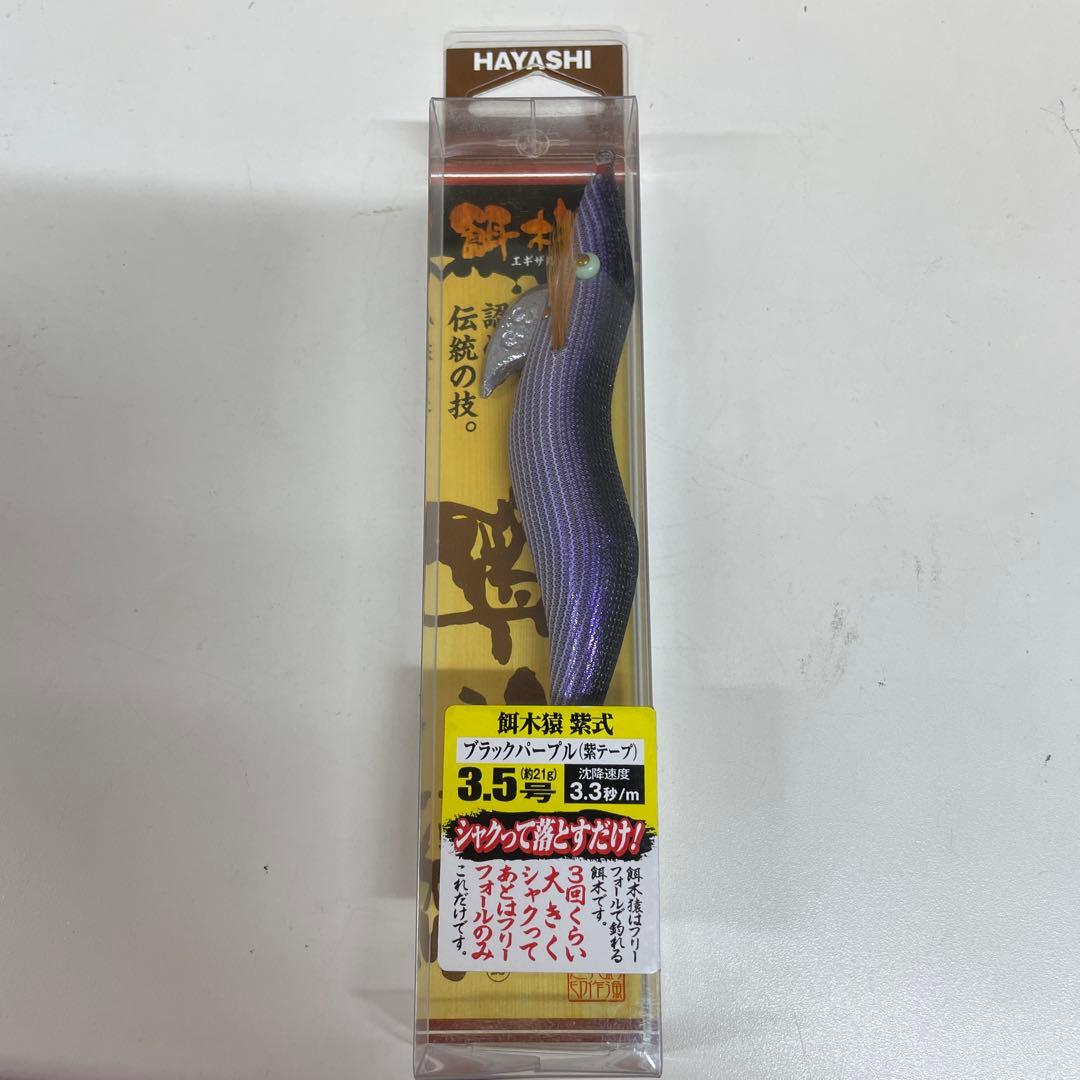 HAYASHI
餌木
エギザル
伝統の技。
餌木猿 紫式
ブラックパープル(紫テープ)
3.5号
(約21g)
沈降速度
3.3秒/m
シャクって落とすだけ!
餌木猿はフリー
フォールで釣れる
餌木です。
3回くらい
大きく
シャクって
あとはフリー
フォールのみ
これだけです。